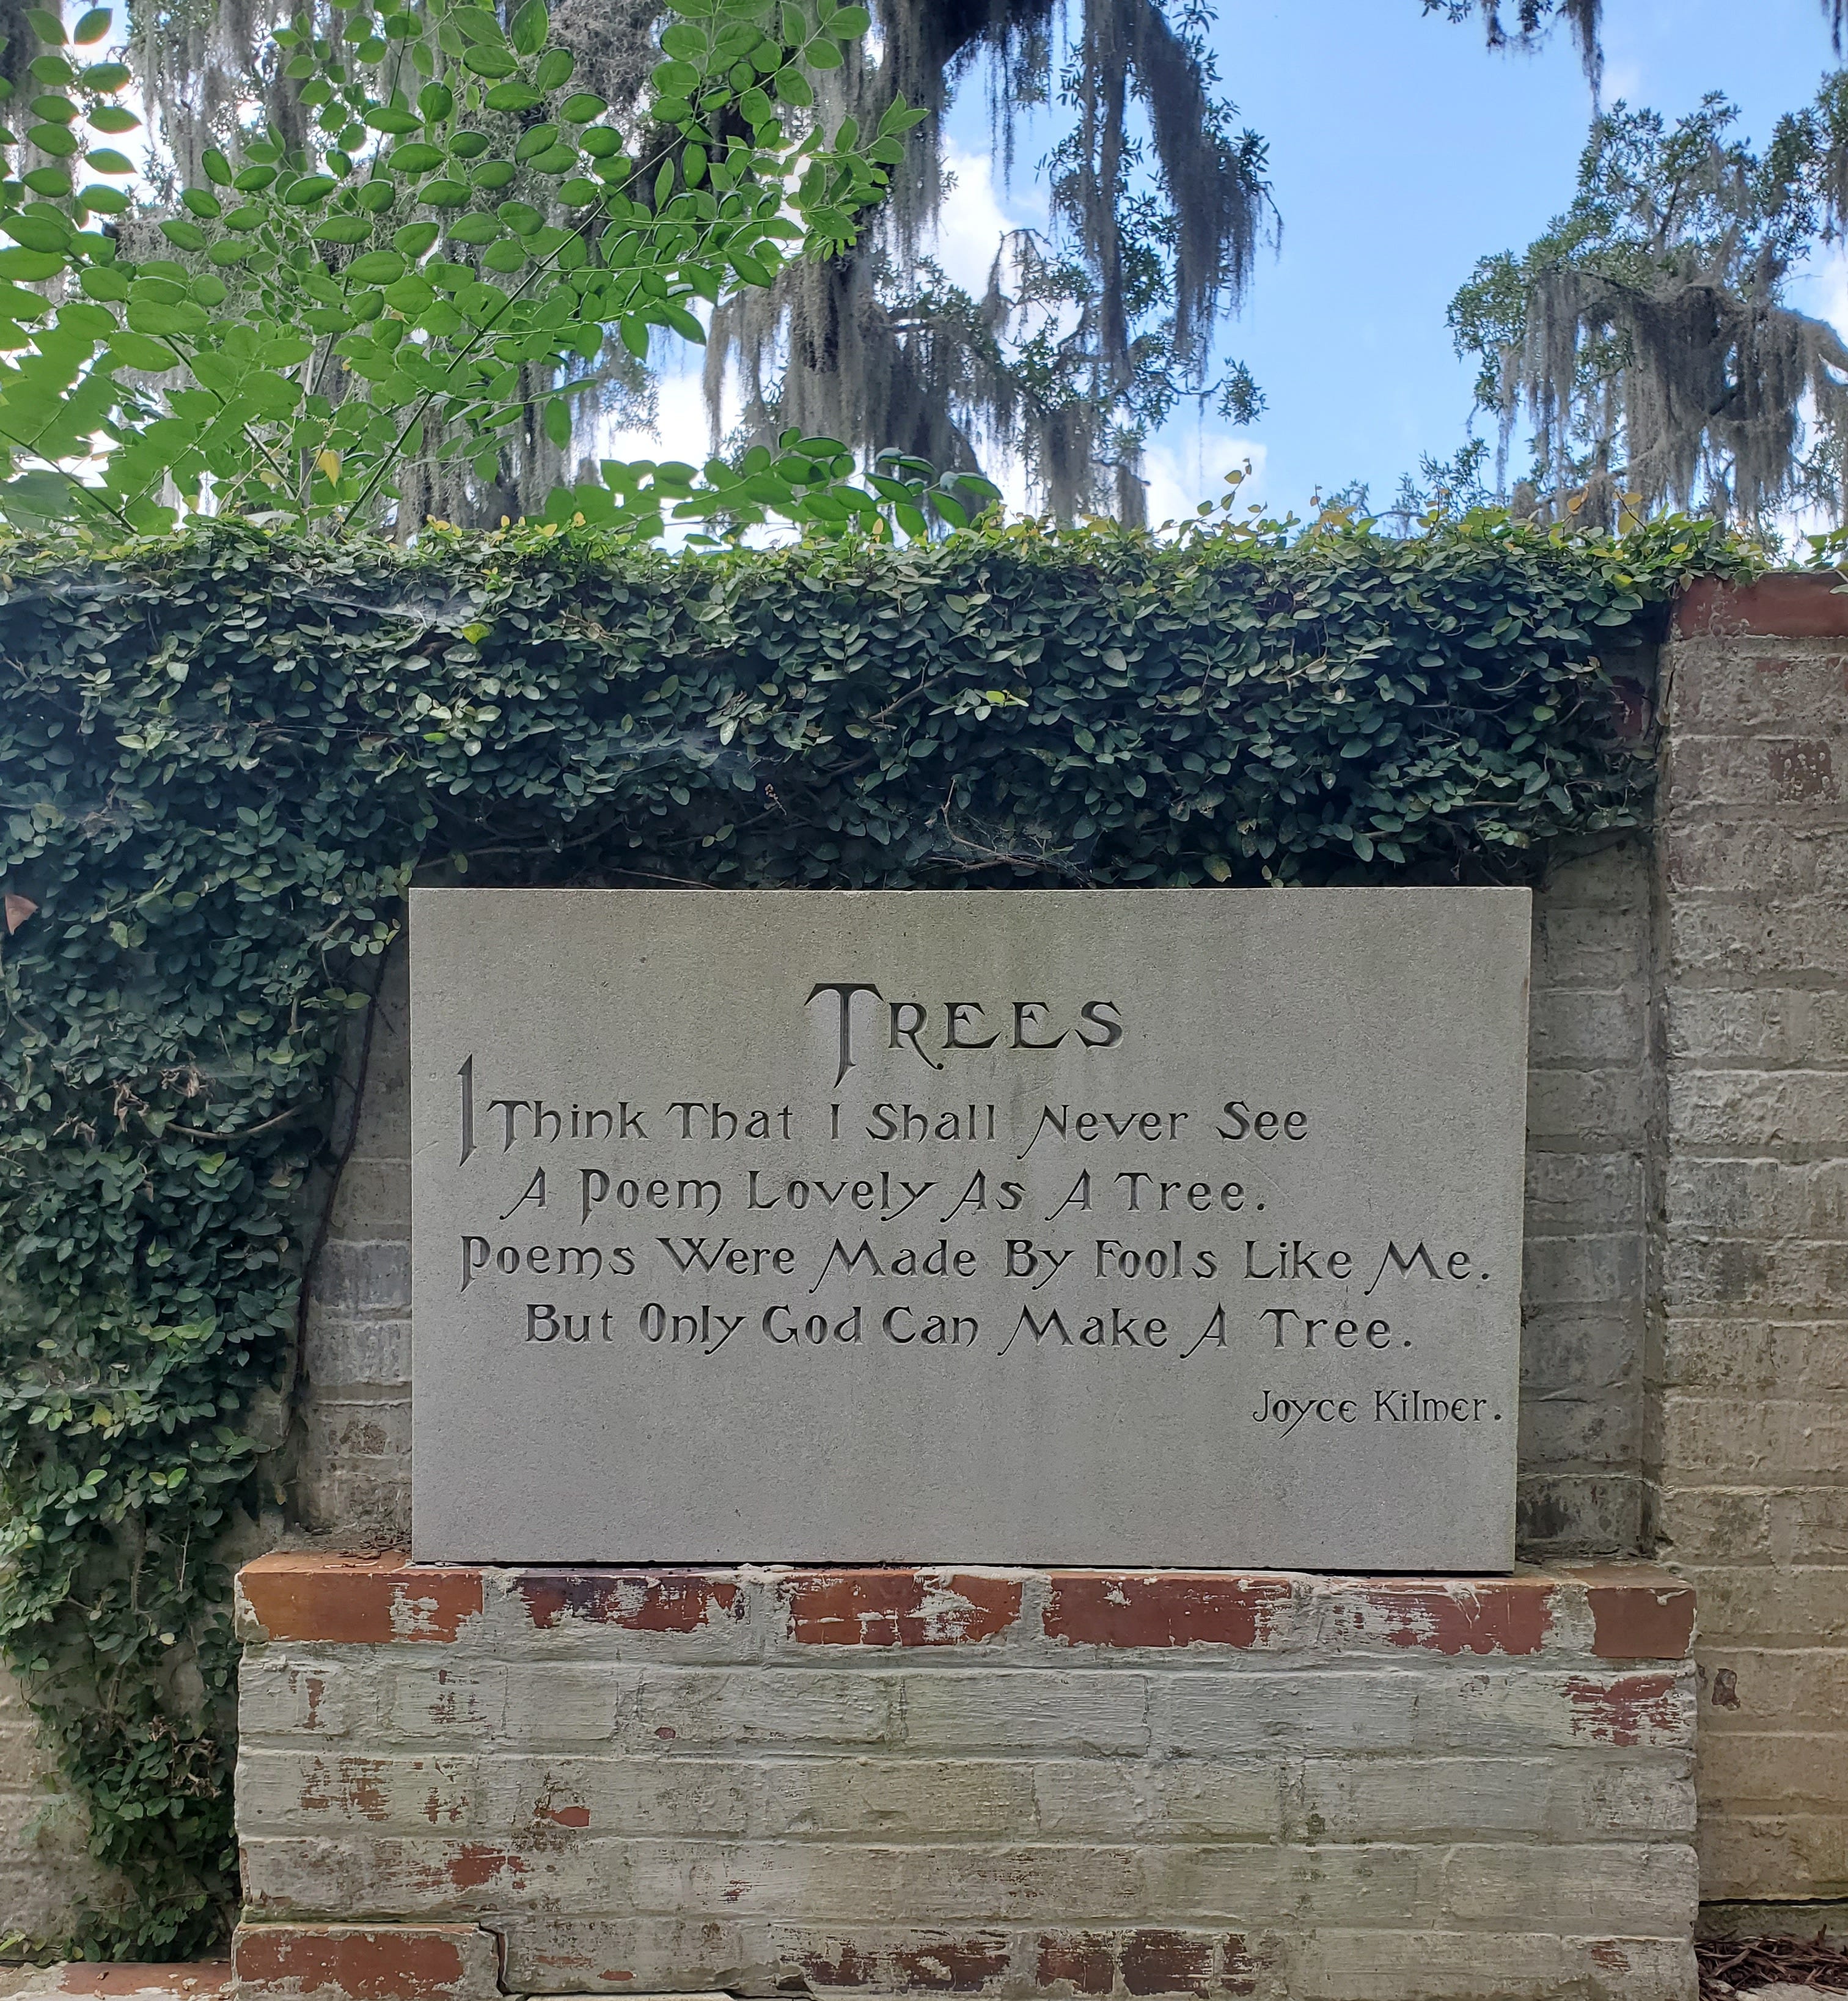 Trees
I Think That I Shall Never See
A Poem Lovely As A Tree.
Poems Were Made By Fools Like Me.
But Only God Can Make A Tree.
Joyce Kilmer.